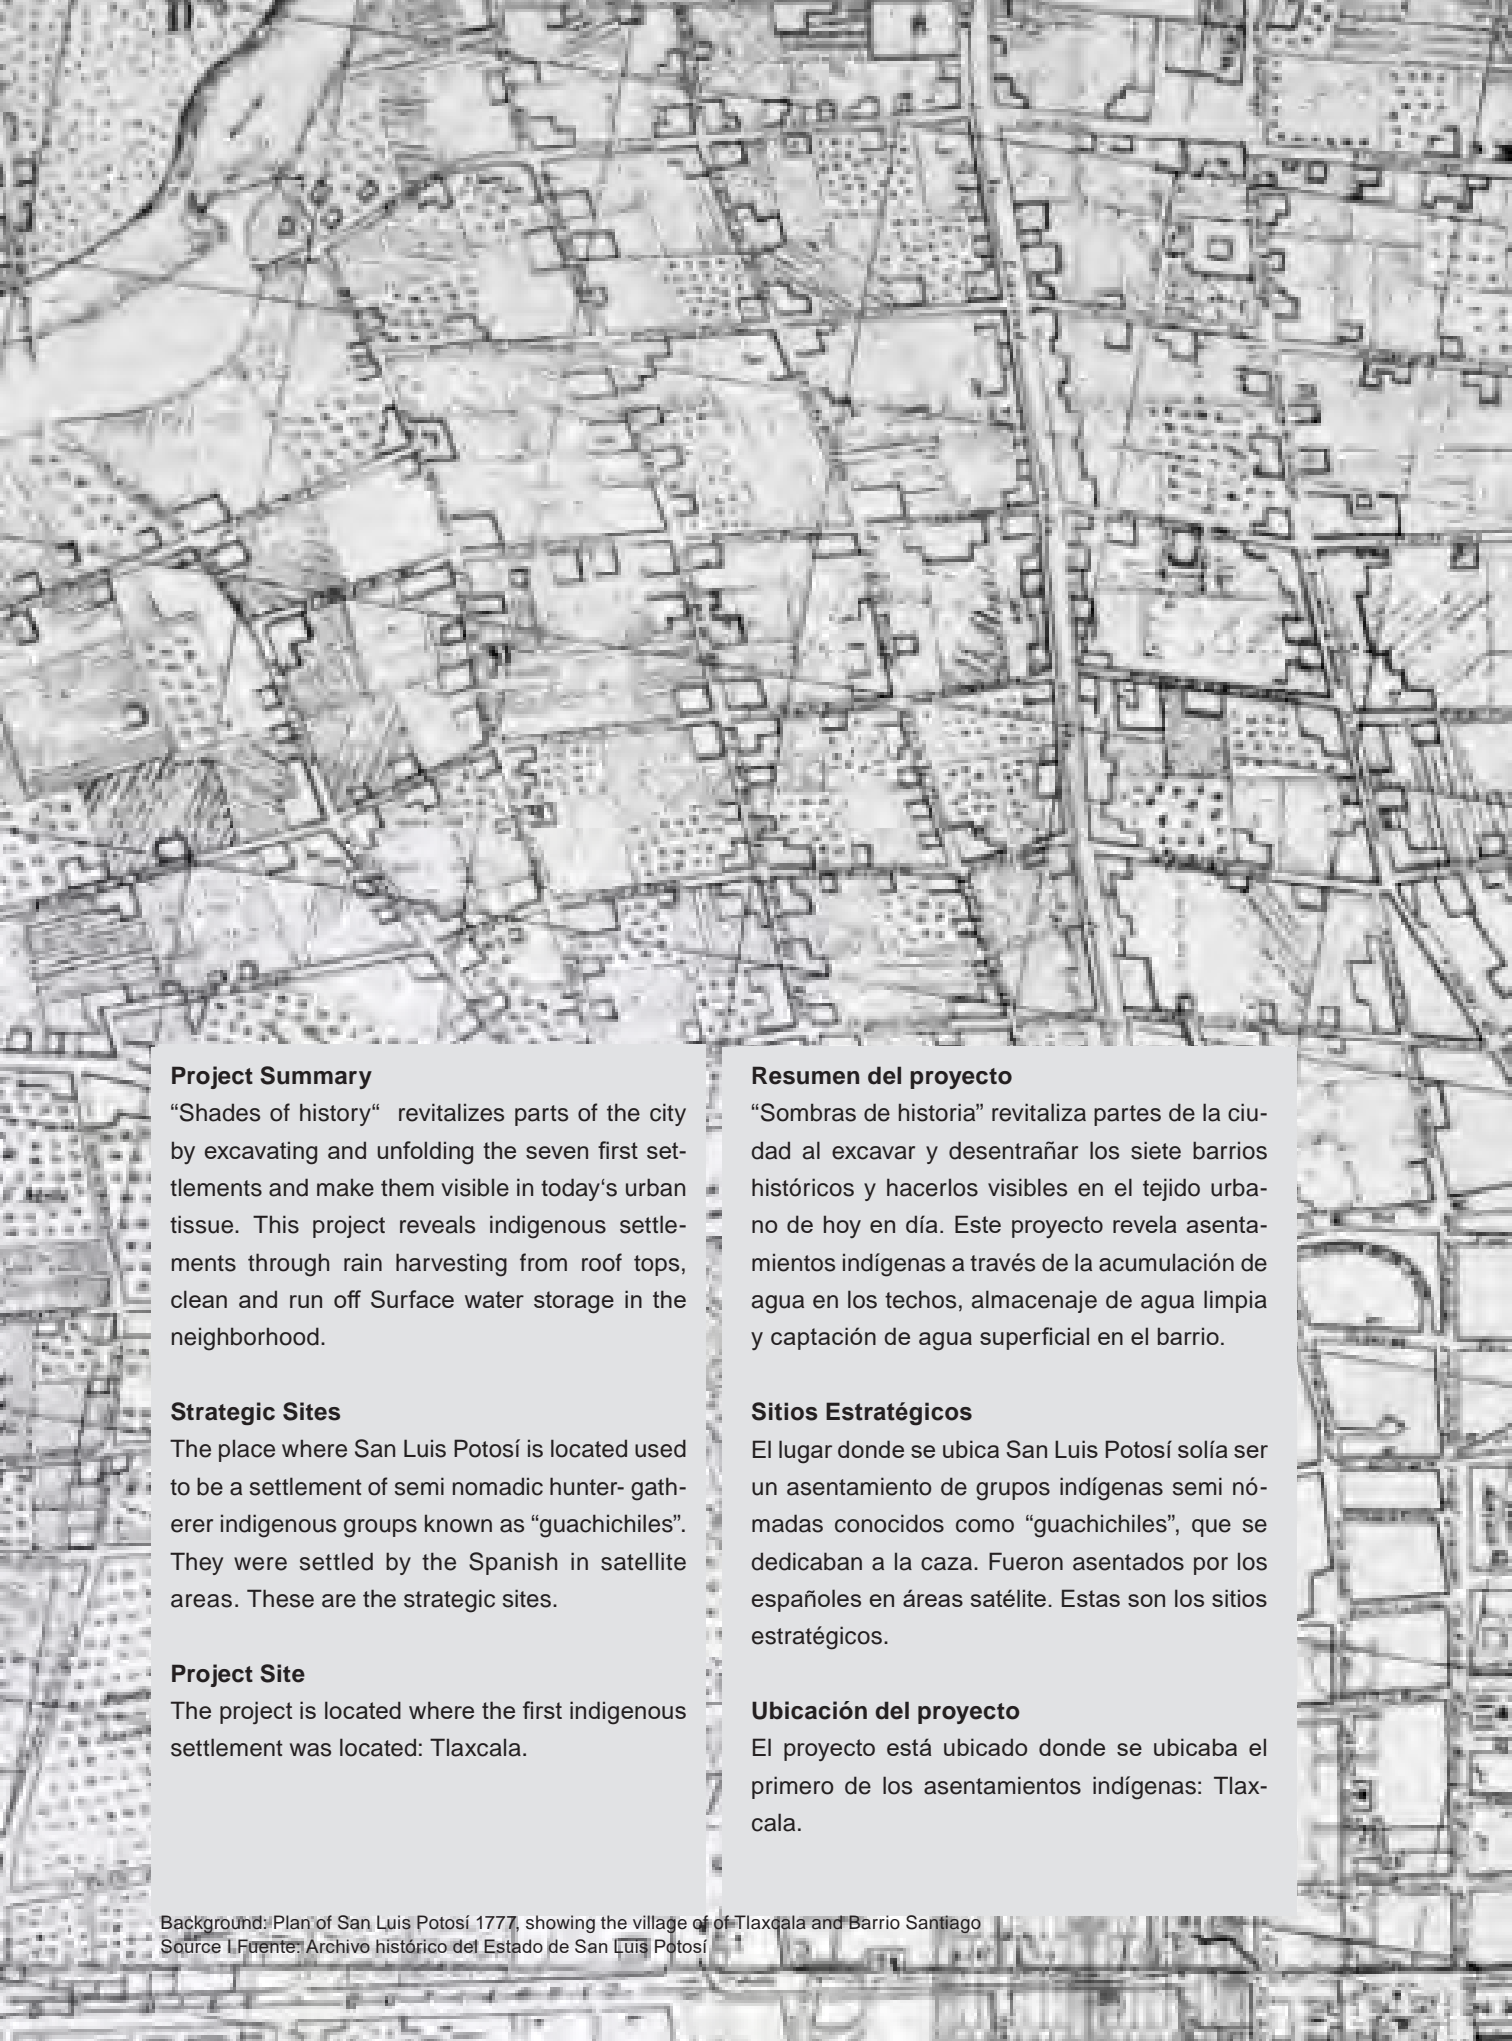 Project Summary
“Shades of history“ revitalizes parts of the city
by excavating and unfolding the seven first set-
tlements and make them visible in today‘s urban
tissue. This project reveals indigenous settle-
ments through rain harvesting from roof tops,
clean and run off Surface water storage in the
neighborhood.
Strategic Sites
The place where San Luis Potosí is located used
to be a settlement of semi nomadic hunter- gath-
erer indigenous groups known as “guachichiles”.
They were settled by the Spanish in satellite
areas. These are the strategic sites.
Project Site
The project is located where the first indigenous
settlement was located: Tlaxcala.
Resumen del proyecto
“Sombras de historia” revitaliza partes de la ciu-
dad al excavar y desentrañar los siete barrios
históricos y hacerlos visibles en el tejido urba-
no de hoy en día. Este proyecto revela asenta-
mientos indígenas a través de la acumulación de
agua en los techos, almacenaje de agua limpia
y captación de agua superficial en el barrio.
Sitios Estratégicos
El lugar donde se ubica San Luis Potosí solía ser
un asentamiento de grupos indígenas semi nó-
madas conocidos como “guachichiles”, que se
dedicaban a la caza. Fueron asentados por los
españoles en áreas satélite. Estas son los sitios
estratégicos.
Ubicación del proyecto
El proyecto está ubicado donde se ubicaba el
primero de los asentamientos indígenas: Tlax-
cala.
Background: Plan of San Luis Potosí 1777, showing the village of of Tlaxcala and Barrio Santiago
Source I Fuente: Archivo histórico del Estado de San Luis Potosí